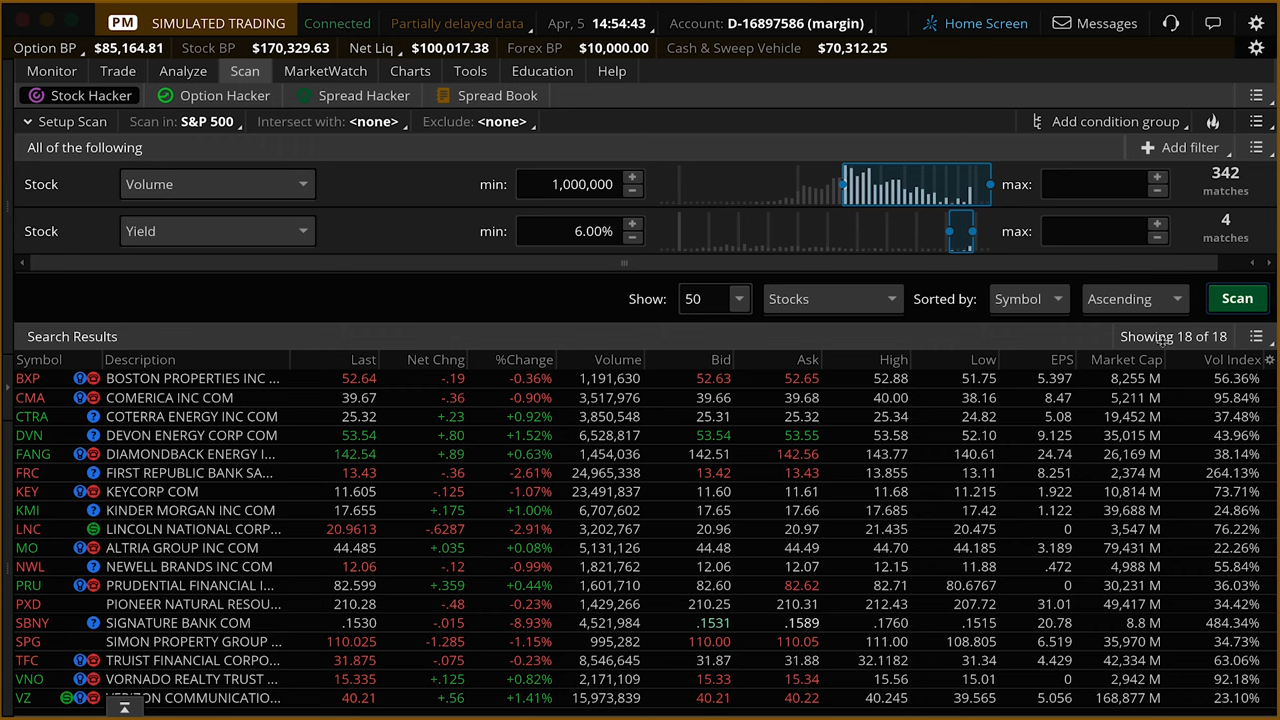 PM SIMULATED TRADING Connected Partially delayed data Apr, 5 14:54:43 Account: D-16897586 (margin) Home Screen Messages
Option BP $85,164.81 Stock BP $170,329.63 Net Liq $100,017.38 Forex BP $10,000.00 Cash & Sweep Vehicle $70,312.25
Monitor Trade Analyze Scan MarketWatch Charts Tools Education Help
Stock Hacker Option Hacker Spread Hacker Spread Book
Setup Scan Scan in: S&P 500 Intersect with: <none> Exclude: <none> Add condition group
All of the following Add filter
Stock Volume min: 1,000,000 max: 342 matches
Stock Yield min: 6.00% max: 4 matches
Show: 50 Stocks Sorted by: Symbol Ascending Scan
Search Results Showing 18 of 18
Symbol Description Last Net Chng %Change Volume Bid Ask High Low EPS Market Cap Vol Index
BXP BOSTON PROPERTIES INC ... 52.64 -.19 -0.36% 1,191,630 52.63 52.65 52.88 51.75 5.397 8,255 M 56.36%
CMA COMERICA INC COM 39.67 -.36 -0.90% 3,517,976 39.66 39.68 40.00 38.16 8.47 5,211 M 95.84%
CTRA COTERRA ENERGY INC COM 25.32 +.23 +0.92% 3,850,548 25.31 25.32 25.34 24.82 5.08 19,452 M 37.48%
DVN DEVON ENERGY CORP COM 53.54 +.80 +1.52% 6,528,817 53.54 53.55 53.58 52.10 9.125 35,015 M 43.96%
FANG DIAMONDBACK ENERGY I... 142.54 +.89 +0.63% 1,454,036 142.51 142.56 143.77 140.61 24.74 26,169 M 38.14%
FRC FIRST REPUBLIC BANK SA... 13.43 -.36 -2.61% 24,965,338 13.42 13.43 13.855 13.11 8.251 2,374 M 264.13%
KEY KEYCORP COM 11.605 -.125 -1.07% 23,491,837 11.60 11.61 11.68 11.215 1.922 10,814 M 73.71%
KMI KINDER MORGAN INC COM 17.655 +.175 +1.00% 6,707,602 17.65 17.66 17.685 17.42 1.122 39,688 M 24.86%
LNC LINCOLN NATIONAL CORP... 20.9613 -.6287 -2.91% 3,202,767 20.96 20.97 21.435 20.475 0 3,547 M 76.22%
MO ALTRIA GROUP INC COM 44.485 +.035 +0.08% 5,131,126 44.48 44.49 44.70 44.185 3.189 79,431 M 22.26%
NWL NEWELL BRANDS INC COM 12.06 -.12 -0.99% 1,821,762 12.06 12.07 12.15 11.88 .472 4,988 M 55.84%
PRU PRUDENTIAL FINANCIAL I... 82.599 +.359 +0.44% 1,601,710 82.60 82.62 82.71 80.6767 0 30,231 M 36.03%
PXD PIONEER NATURAL RESOU... 210.28 -.48 -0.23% 1,429,266 210.25 210.31 212.43 207.72 31.01 49,417 M 34.42%
SBNY SIGNATURE BANK COM .1530 -.015 -8.93% 4,521,984 .1531 .1589 .1760 .1515 20.78 8.8 M 484.34%
SPG SIMON PROPERTY GROUP ... 110.025 -1.285 -1.15% 995,282 110.00 110.05 111.00 108.805 6.519 35,970 M 34.73%
TFC TRUIST FINANCIAL CORPO... 31.875 -.075 -0.23% 8,546,645 31.87 31.88 32.1182 31.34 4.429 42,334 M 63.06%
VNO VORNADO REALTY TRUST ... 15.335 +.125 +0.82% 2,171,109 15.33 15.34 15.56 15.01 0 2,942 M 92.18%
VZ VERIZON COMMUNICATIO... 40.21 +.56 +1.41% 15,973,839 40.21 40.21 40.245 39.565 5.056 168,877 M 23.10%